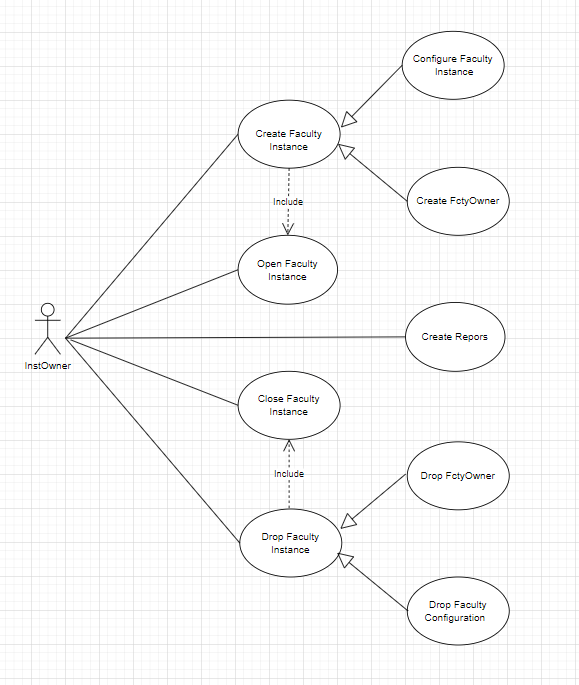 Configure Faculty
Instance
Create Faculty
Instance
Create FctyOwner
Include
Open Faculty
Instance
Create Repors
InstOwner
Close Faculty
Instance
Include
Drop FctyOwner
Drop Faculty
Instance
Drop Faculty
Configuration